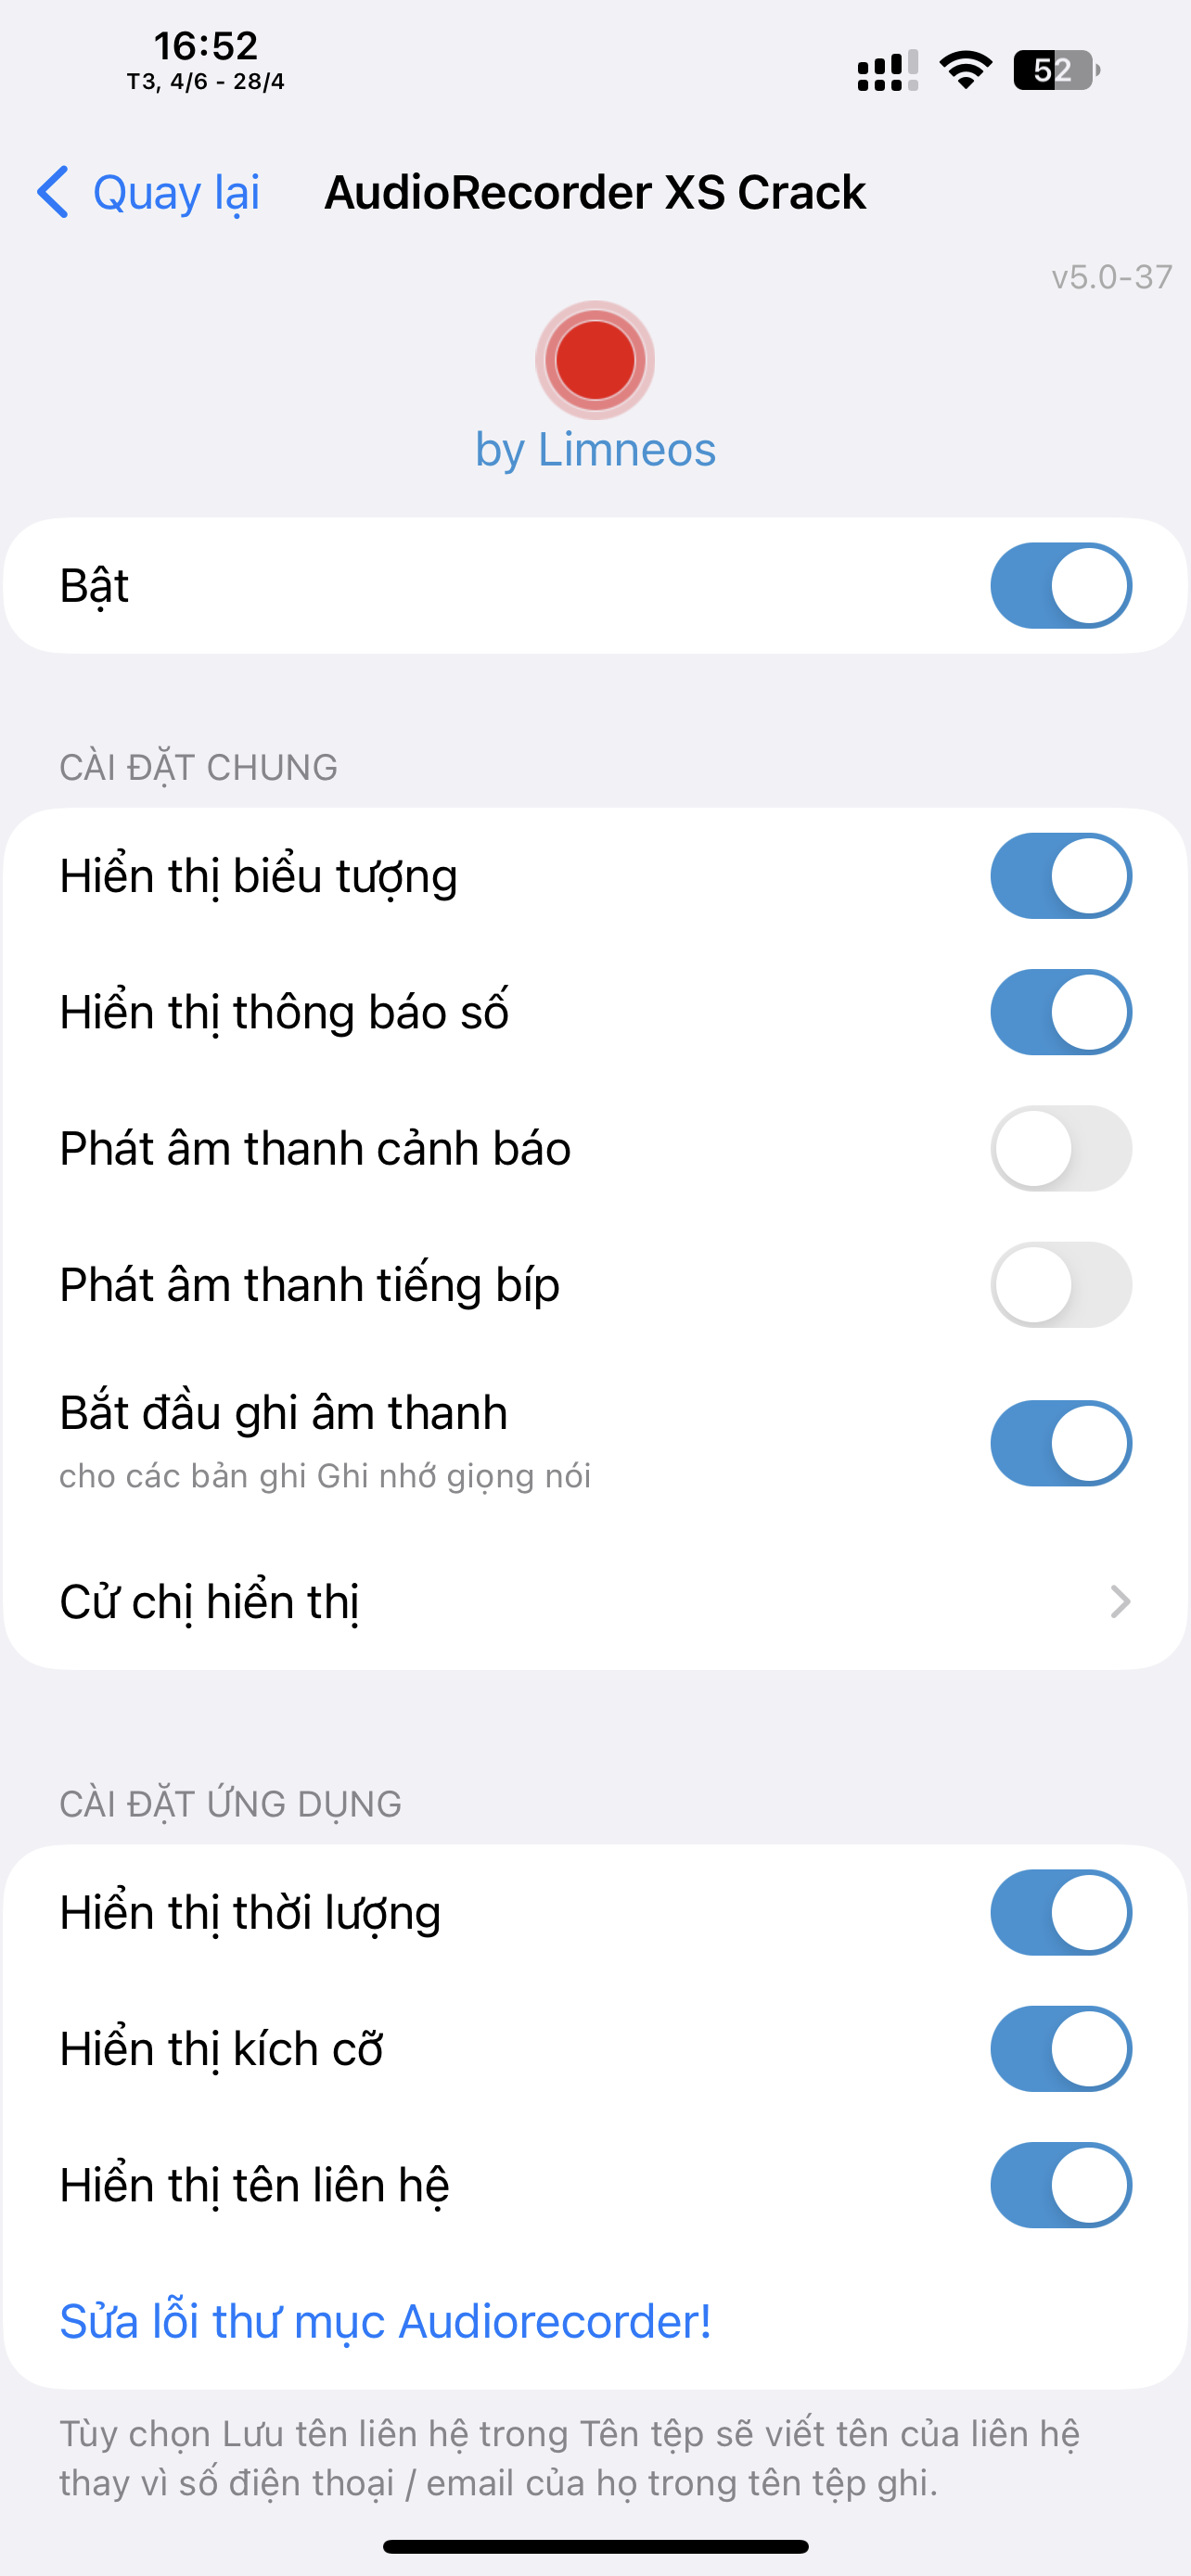 16:52
T3, 4/6 - 28/4
52
Quay lại
AudioRecorder XS Crack
v5.0-37
by Limneos
Bật
CÀI ĐẶT CHUNG
Hiển thị biểu tượng
Hiển thị thông báo số
Phát âm thanh cảnh báo
Phát âm thanh tiếng bíp
Bắt đầu ghi âm thanh
cho các bản ghi Ghi nhớ giọng nói
Cử chị hiển thị
CÀI ĐẶT ỨNG DỤNG
Hiển thị thời lượng
Hiển thị kích cỡ
Hiển thị tên liên hệ
Sửa lỗi thư mục Audiorecorder!
Tùy chọn Lưu tên liên hệ trong Tên tệp sẽ viết tên của liên hệ
thay vì số điện thoại / email của họ trong tên tệp ghi.